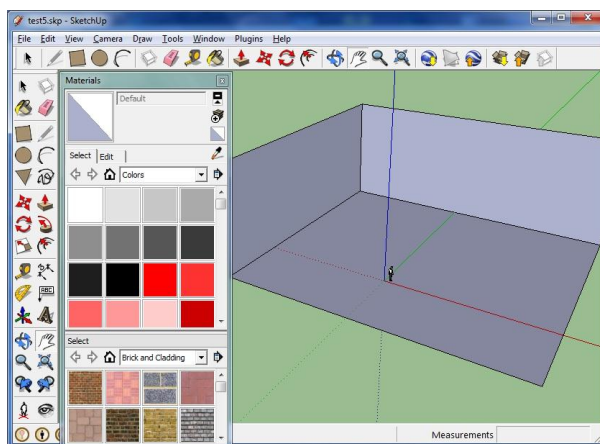 test5.skp - SketchUp
File Edit View Camera Draw Tools Window Plugins Help
Materials
Default
Select Edit
Colors
Select
Brick and Cladding
ABC
Measurements